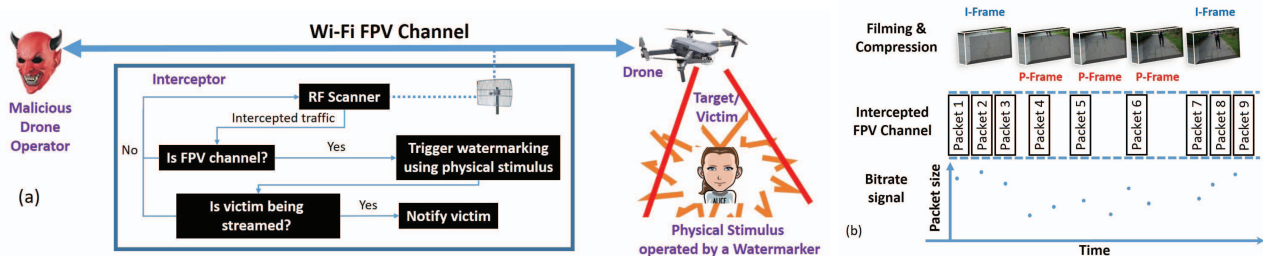 Wi-Fi FPV Channel
Malicious
Drone
Operator
(a)
Interceptor
RF Scanner
Intercepted traffic
No
Is FPV channel?
Yes
Trigger watermarking
using physical stimulus
Is victim being
streamed?
Yes
Notify victim
Drone
Target/
Victim
ALICE
Physical Stimulus
operated by a Watermarker
(b)
I-Frame
I-Frame
Filming &
Compression
P-Frame
P-Frame
P-Frame
Intercepted
FPV Channel
Packet 1
Packet 2
Packet 3
Packet 4
Packet 5
Packet 6
Packet 7
Packet 8
Packet 9
Bitrate
signal
Packet size
Time